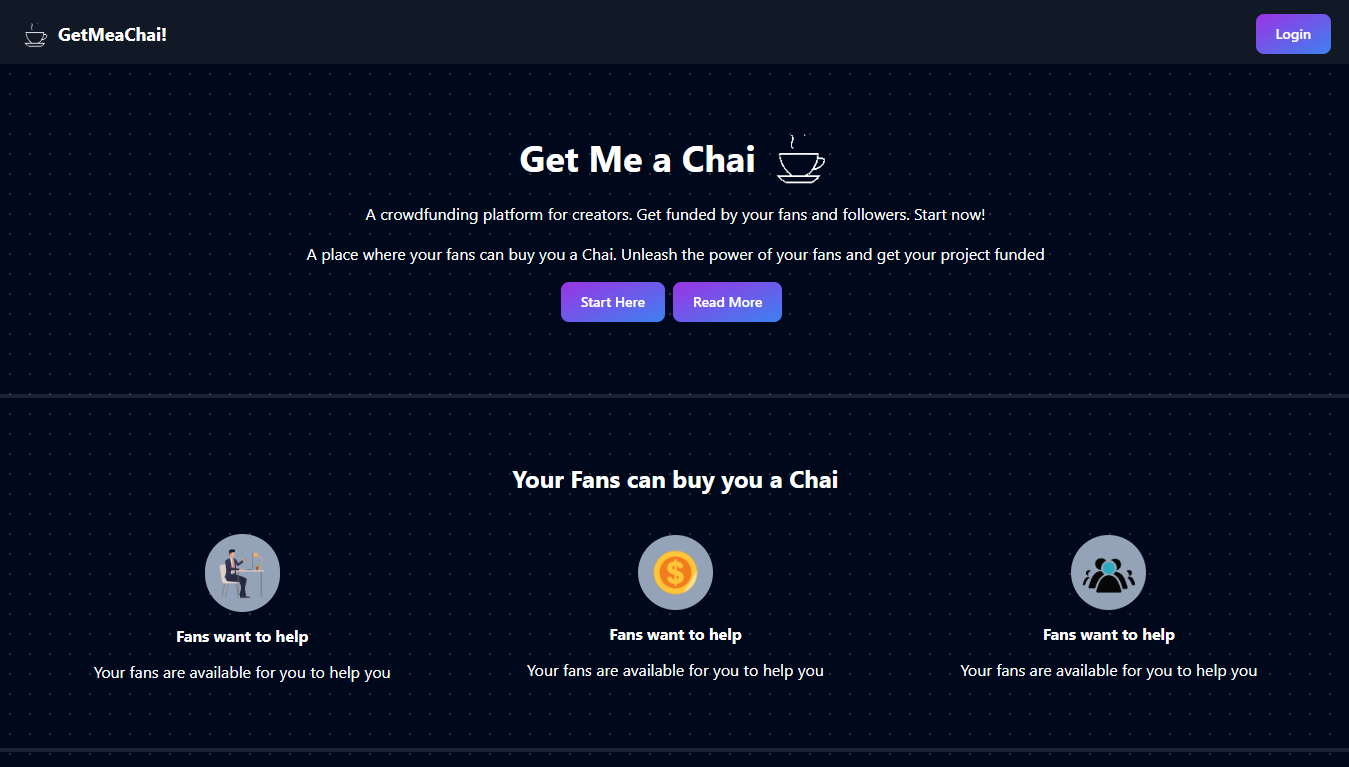 GetMeaChai!
Login
Get Me a Chai
A crowdfunding platform for creators. Get funded by your fans and followers. Start now!
A place where your fans can buy you a Chai. Unleash the power of your fans and get your project funded
Start Here
Read More
Your Fans can buy you a Chai
$
Fans want to help
Your fans are available for you to help you
Fans want to help
Your fans are available for you to help you
Fans want to help
Your fans are available for you to help you